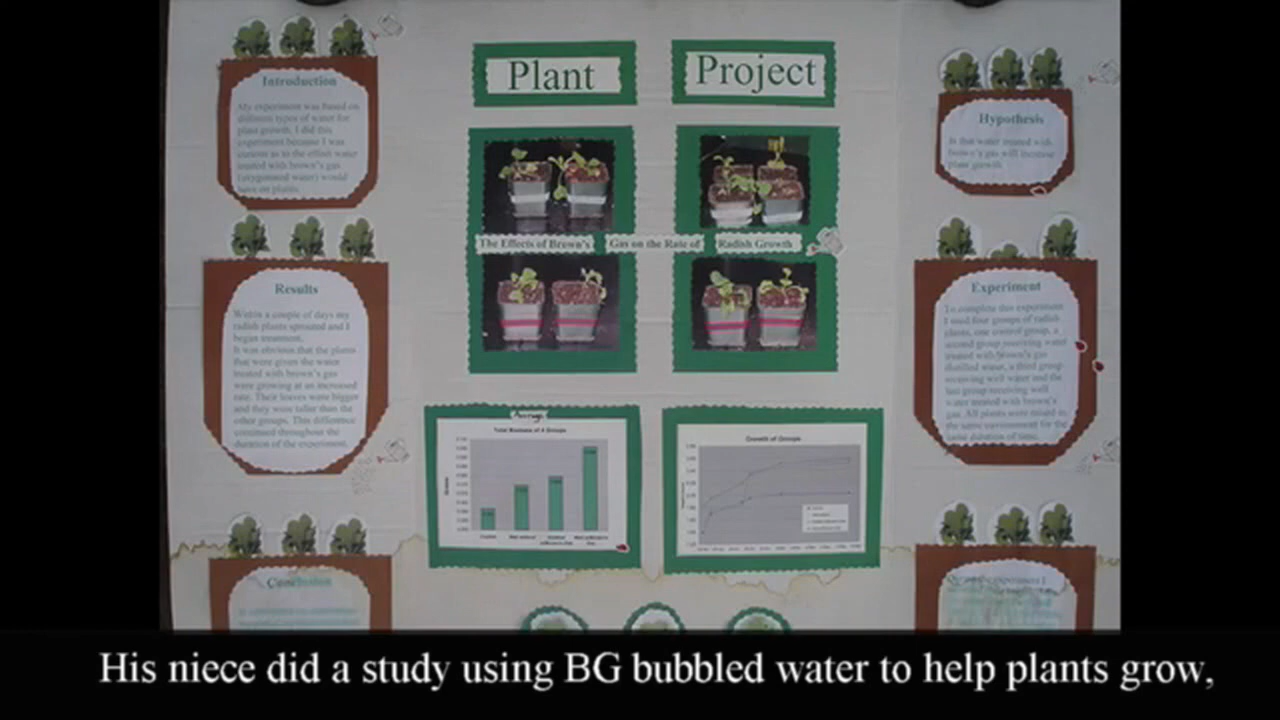 Plant Project
Introduction
My experiment was based on
different types of water for
plant growth. I did this
experiment because I was
curious as to the effect water
treated with brown's gas
(oxygenated water) would
have on plants.
Hypothesis
Is that water treated with
brown's gas will increase
plant growth.
The Effects of Brown's Gas on the Rate of Radish Growth
Results
Within a couple of days my
radish plants sprouted and I
began treatment.
It was obvious that the plants
that were given the water
treated with brown's gas
were growing at an increased
rate. Their leaves were bigger
and they were taller than the
other groups. This difference
continued throughout the
duration of the experiment.
Experiment
To complete this experiment
I used four groups of radish
plants, one control group, a
second group receiving water
treated with brown's gas
distilled water, a third group
receiving well water and the
last group receiving well
water treated with brown's
gas. All plants were raised in
the same environment for the
same duration of time.
Average
Total Biomass of 4 Groups
Growth of Groups
Conclusion
His niece did a study using BG bubbled water to help plants grow,